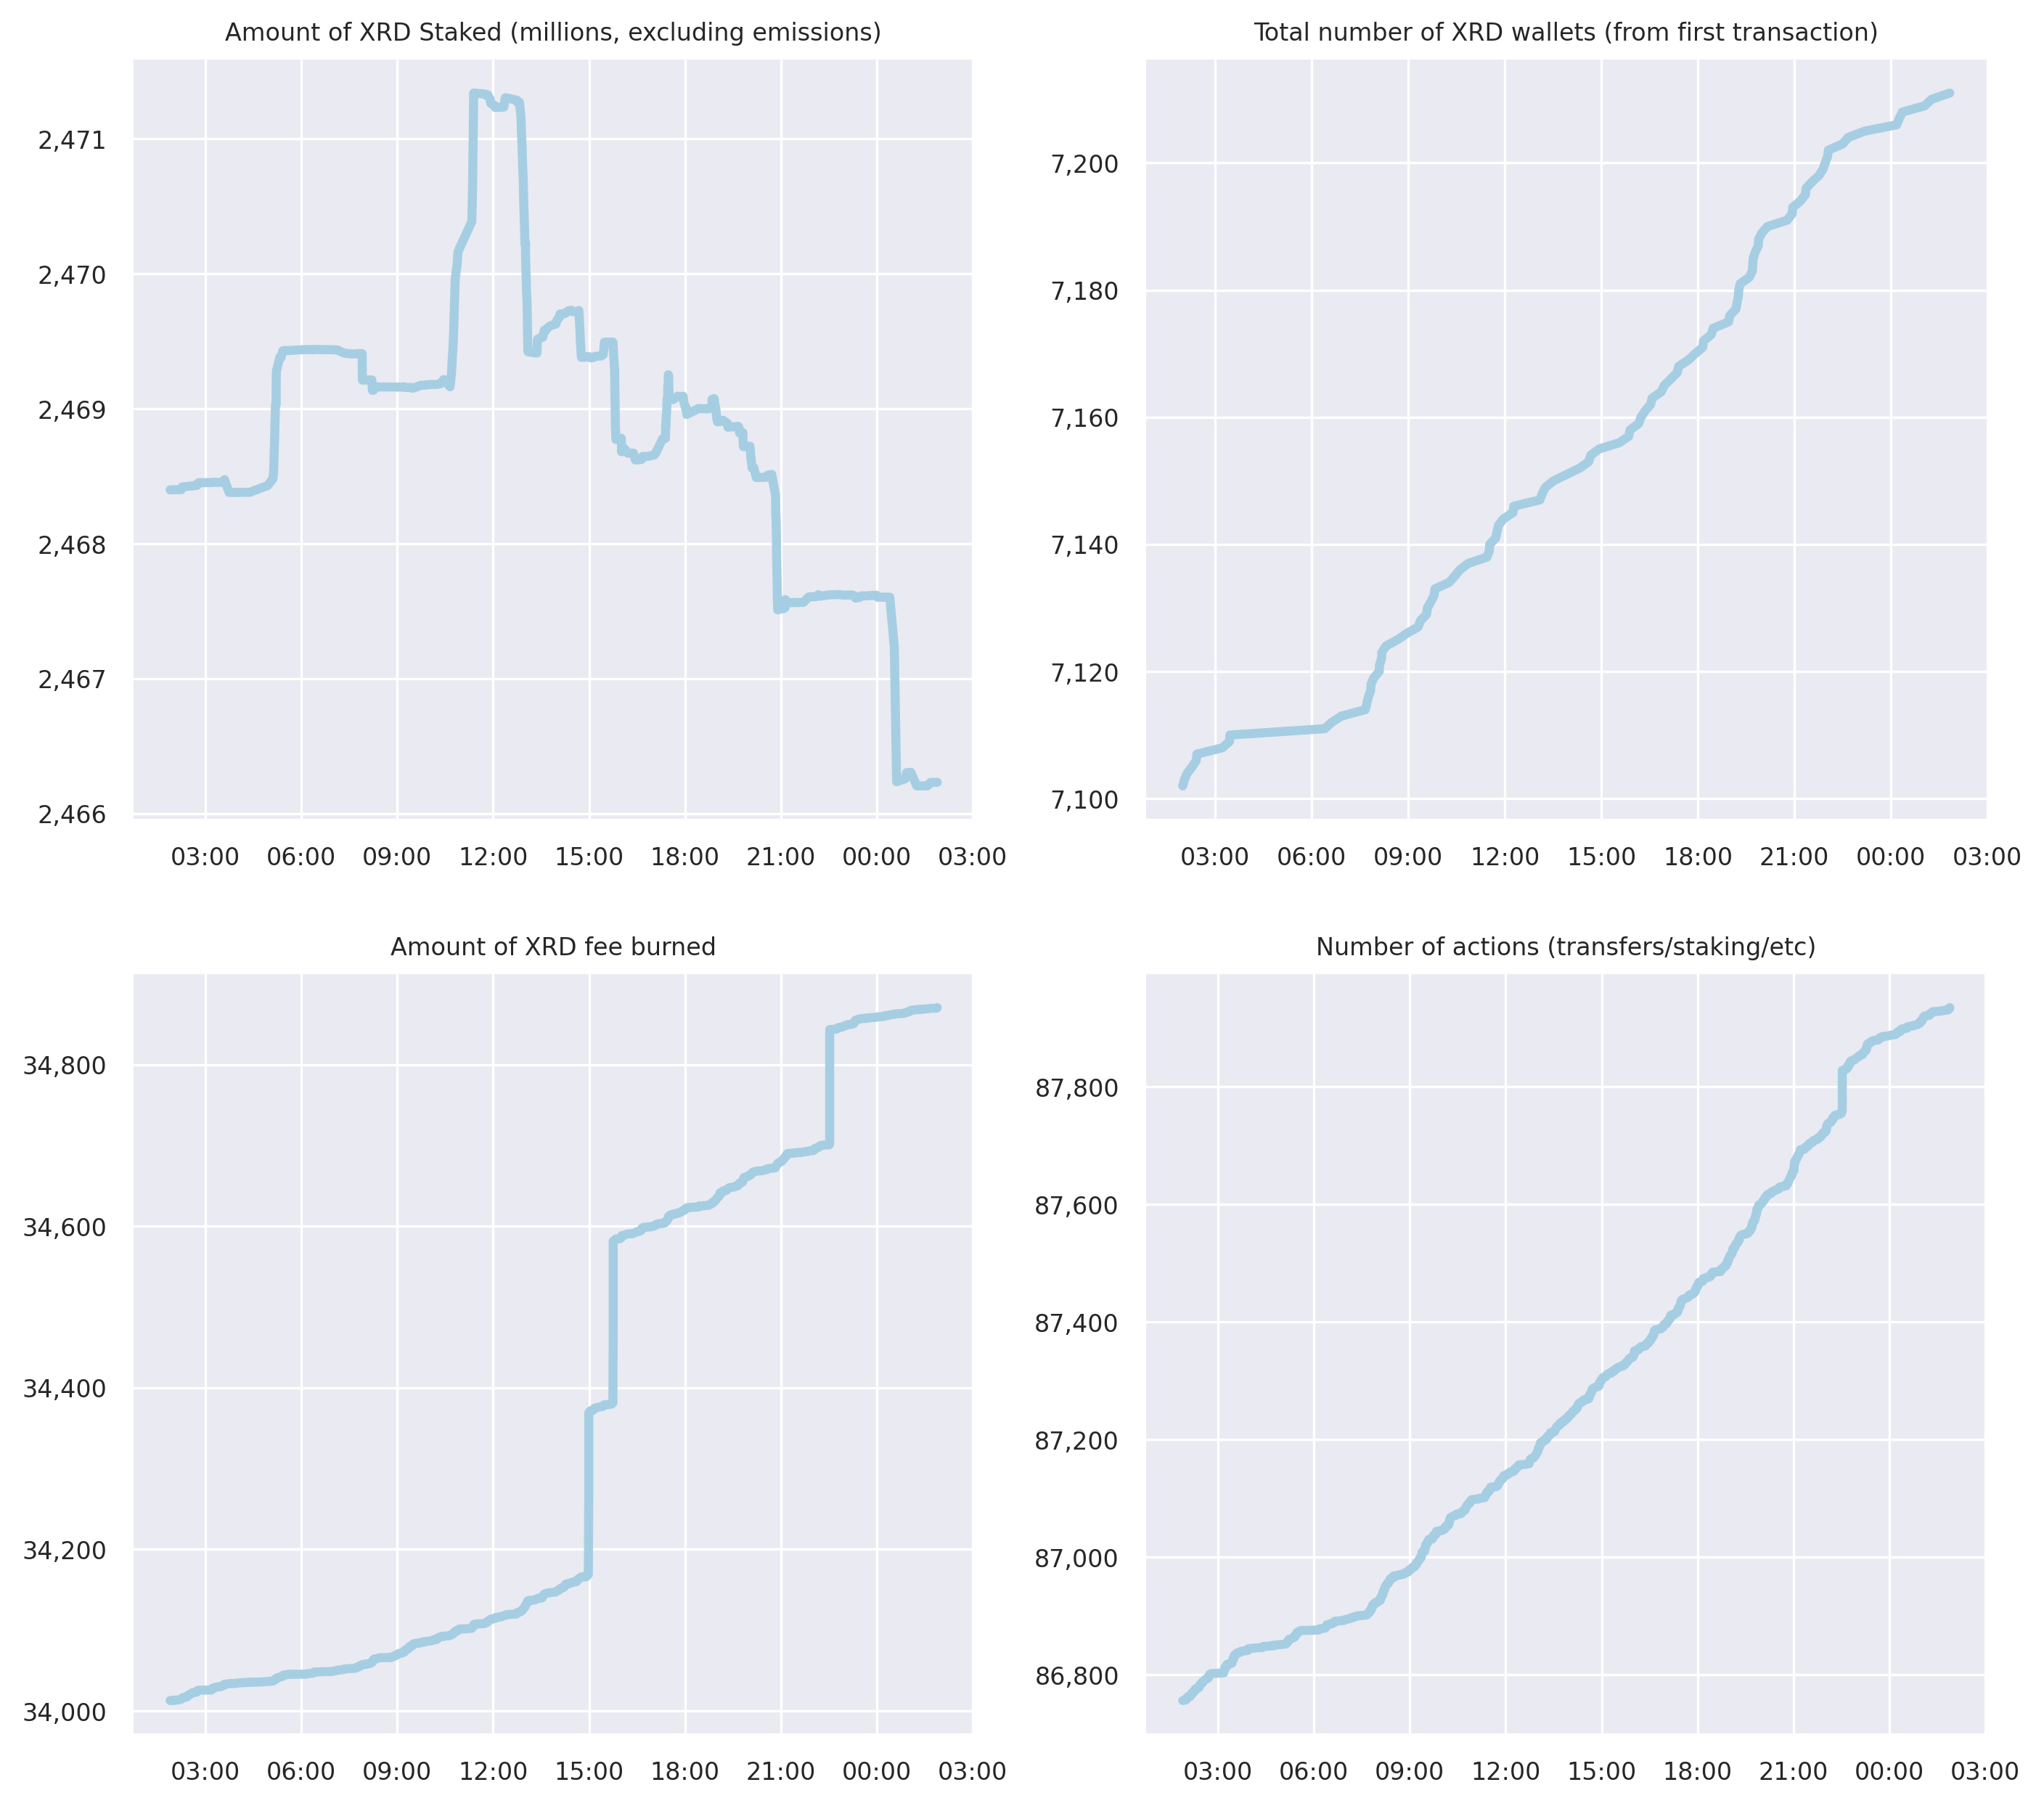 Amount of XRD Staked (millions, excluding emissions)
2,471
2,470
2,469
2,468
2,467
2,466
03:00 06:00 09:00 12:00 15:00 18:00 21:00 00:00 03:00
Total number of XRD wallets (from first transaction)
7,200
7,180
7,160
7,140
7,120
7,100
03:00 06:00 09:00 12:00 15:00 18:00 21:00 00:00 03:00
Amount of XRD fee burned
34,800
34,600
34,400
34,200
34,000
03:00 06:00 09:00 12:00 15:00 18:00 21:00 00:00 03:00
Number of actions (transfers/staking/etc)
87,800
87,600
87,400
87,200
87,000
86,800
03:00 06:00 09:00 12:00 15:00 18:00 21:00 00:00 03:00